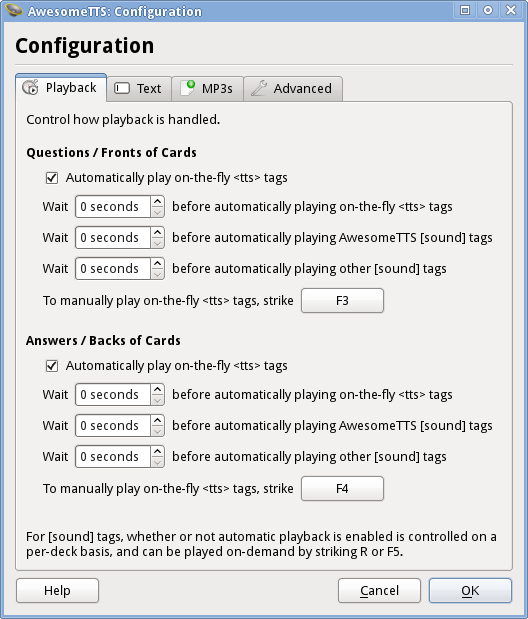 AwesomeTTS: Configuration
Configuration
Playback Text MP3s Advanced
Control how playback is handled.
Questions / Fronts of Cards
Automatically play on-the-fly <tts> tags
Wait 0 seconds before automatically playing on-the-fly <tts> tags
Wait 0 seconds before automatically playing AwesomeTTS [sound] tags
Wait 0 seconds before automatically playing other [sound] tags
To manually play on-the-fly <tts> tags, strike F3
Answers / Backs of Cards
Automatically play on-the-fly <tts> tags
Wait 0 seconds before automatically playing on-the-fly <tts> tags
Wait 0 seconds before automatically playing AwesomeTTS [sound] tags
Wait 0 seconds before automatically playing other [sound] tags
To manually play on-the-fly <tts> tags, strike F4
For [sound] tags, whether or not automatic playback is enabled is controlled on a
per-deck basis, and can be played on-demand by striking R or F5.
Help Cancel OK